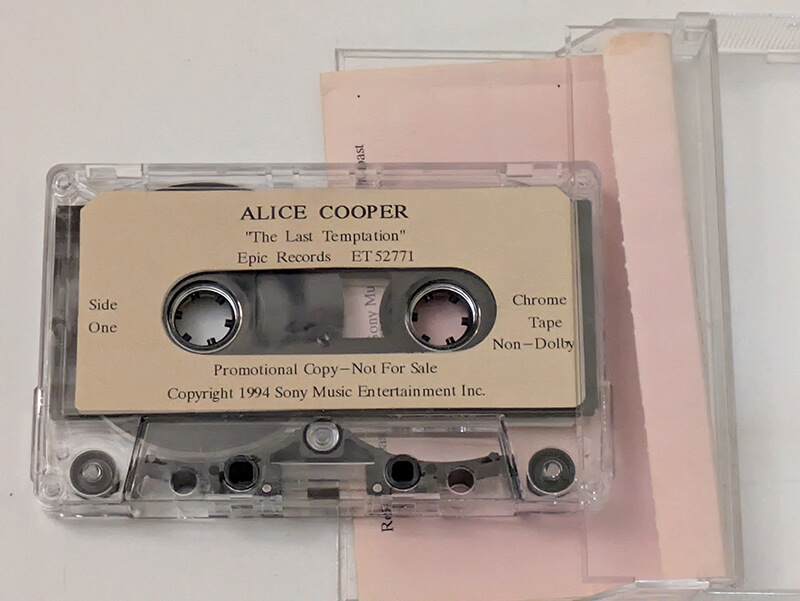 ALICE COOPER
"The Last Temptation"
Epic Records ET 52771
Side
One
Chrome
Tape
Non-Dolby
Promotional Copy-Not For Sale
Copyright 1994 Sony Music Entertainment Inc.